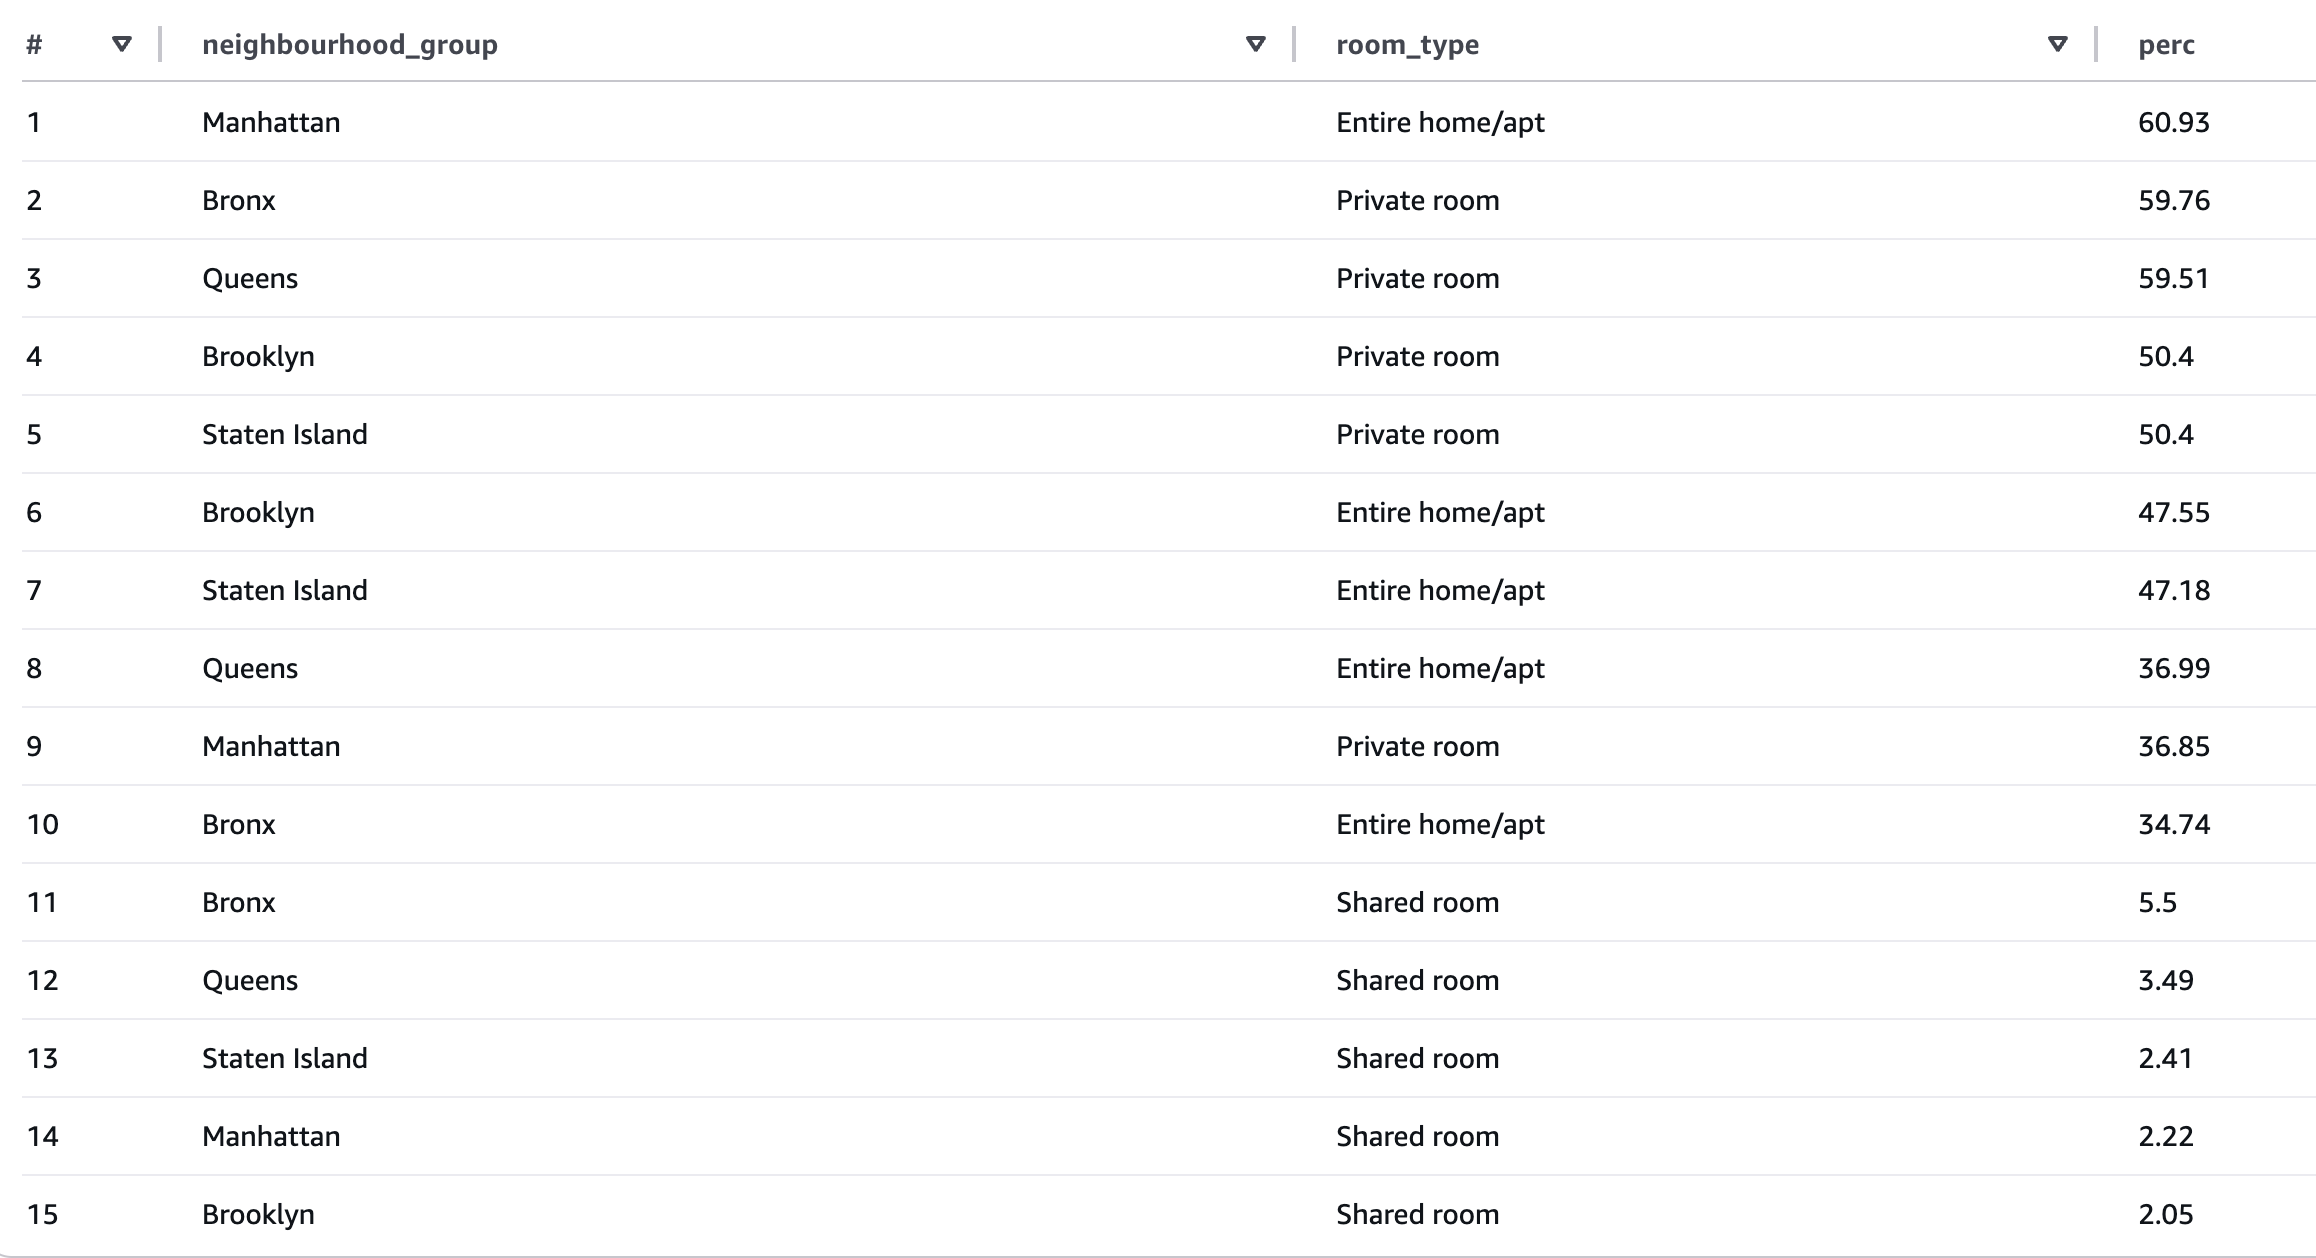 # neighbourhood_group room_type perc
1 Manhattan Entire home/apt 60.93
2 Bronx Private room 59.76
3 Queens Private room 59.51
4 Brooklyn Private room 50.4
5 Staten Island Private room 50.4
6 Brooklyn Entire home/apt 47.55
7 Staten Island Entire home/apt 47.18
8 Queens Entire home/apt 36.99
9 Manhattan Private room 36.85
10 Bronx Entire home/apt 34.74
11 Bronx Shared room 5.5
12 Queens Shared room 3.49
13 Staten Island Shared room 2.41
14 Manhattan Shared room 2.22
15 Brooklyn Shared room 2.05